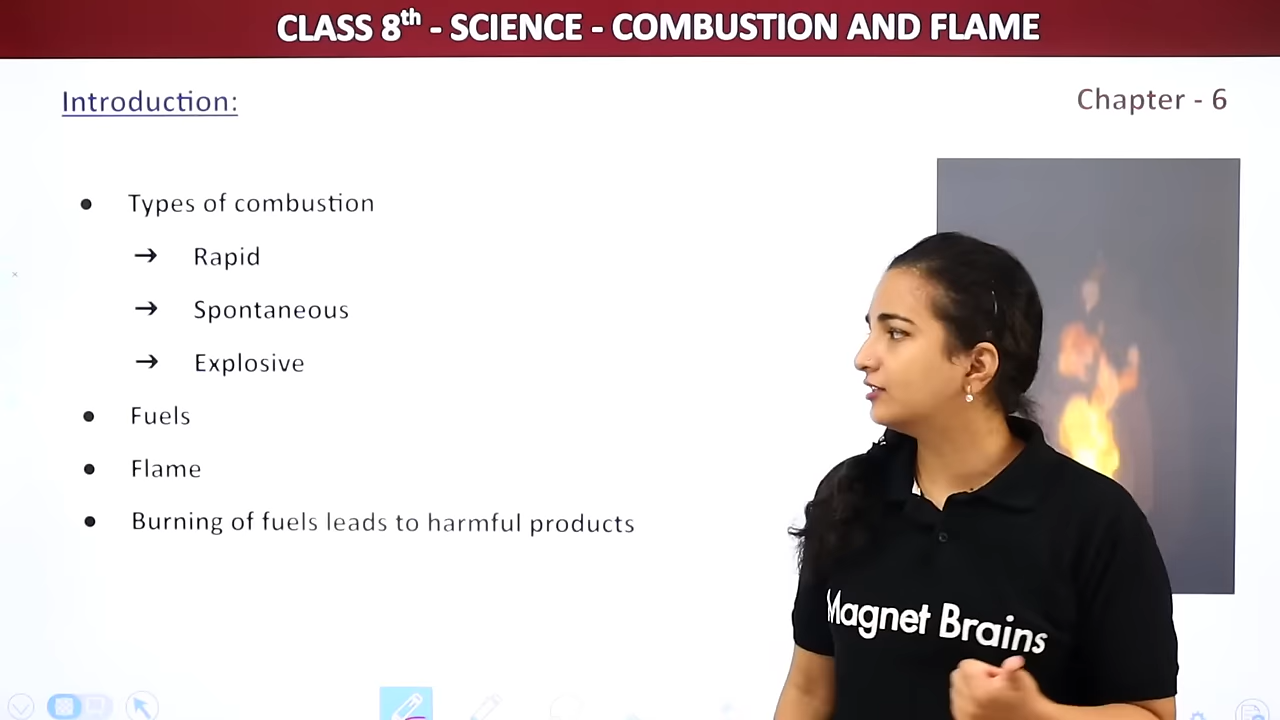 CLASS 8th - SCIENCE - COMBUSTION AND FLAME
Introduction:
Chapter - 6
● Types of combustion
→ Rapid
→ Spontaneous
→ Explosive
● Fuels
● Flame
● Burning of fuels leads to harmful products
Magnet Brains